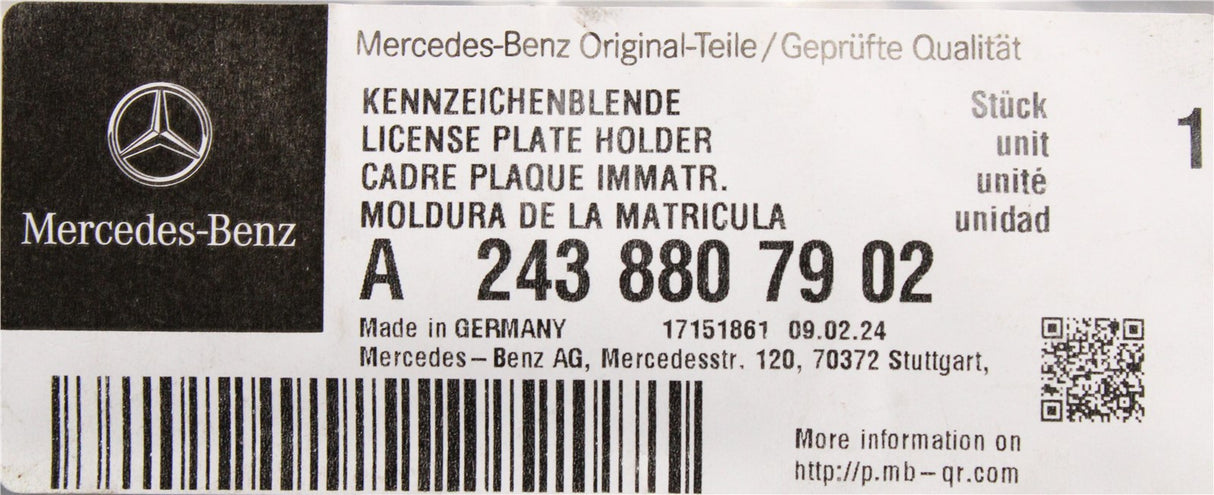 Mercedes-Benz
Mercedes-Benz Original-Teile/Geprüfte Qualität
KENNZEICHENBLENDE Stück 1
LICENSE PLATE HOLDER unit
CADRE PLAQUE IMMATR. unité
MOLDURA DE LA MATRICULA unidad
A 243 880 79 02
Made in GERMANY 17151861 09.02.24
Mercedes-Benz AG, Mercedesstr. 120, 70372 Stuttgart,
More information on
http://p.mb-qr.com